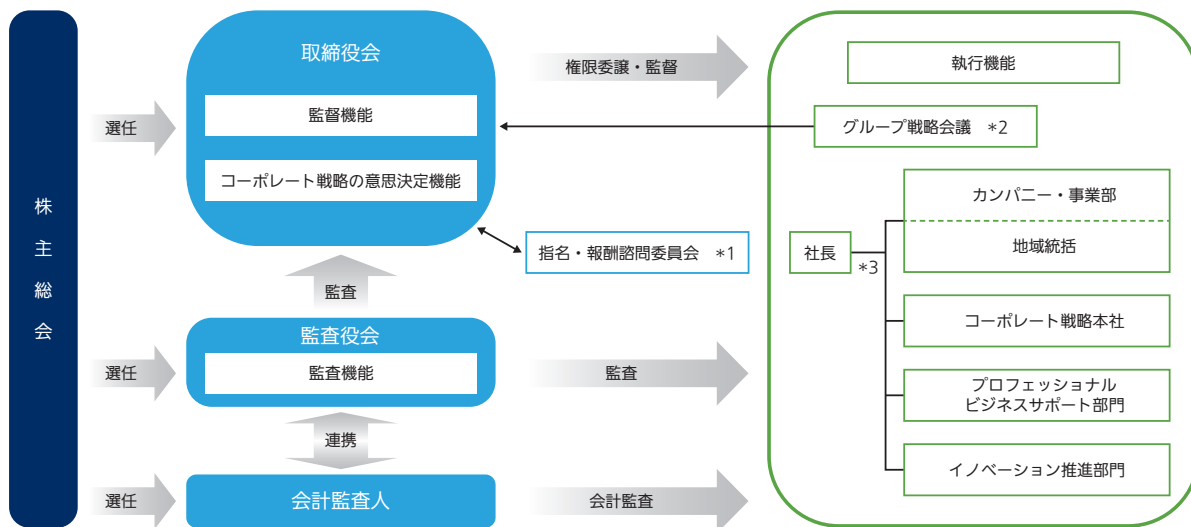 株主総会
選任
取締役会
監督機能
コーポレート戦略の意思決定機能
権限委譲・監督
執行機能
グループ戦略会議 *2
指名・報酬諮問委員会 *1
社長
*3
カンパニー・事業部
地域統括
コーポレート戦略本社
プロフェッショナル
ビジネスサポート部門
イノベーション推進部門
監査
選任
監査役会
監査機能
監査
連携
選任
会計監査人
会計監査